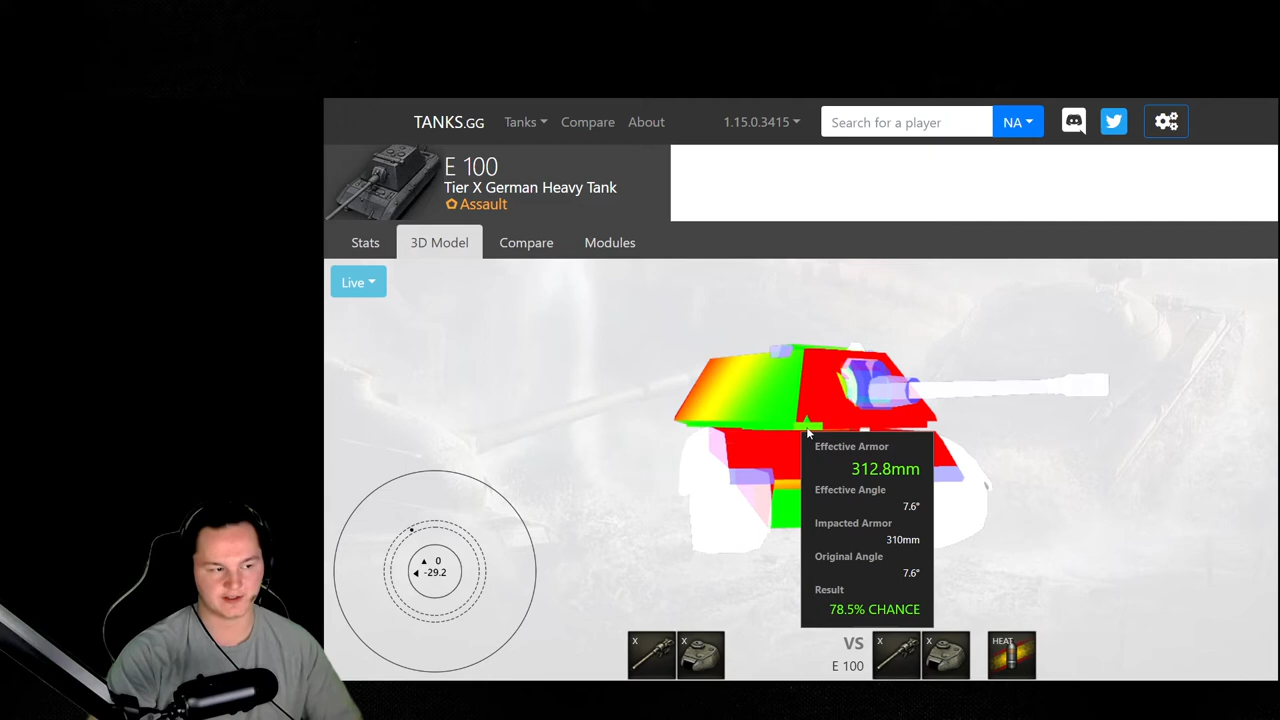 TANKS.GG Tanks Compare About 1.15.0.3415 Search for a player NA
E 100
Tier X German Heavy Tank
Assault
Stats 3D Model Compare Modules
Live
Effective Armor
312.8mm
Effective Angle
7.6°
Impacted Armor
310mm
Original Angle
7.6°
Result
78.5% CHANCE
0
-29.2
X X VS X X HEAT
E 100